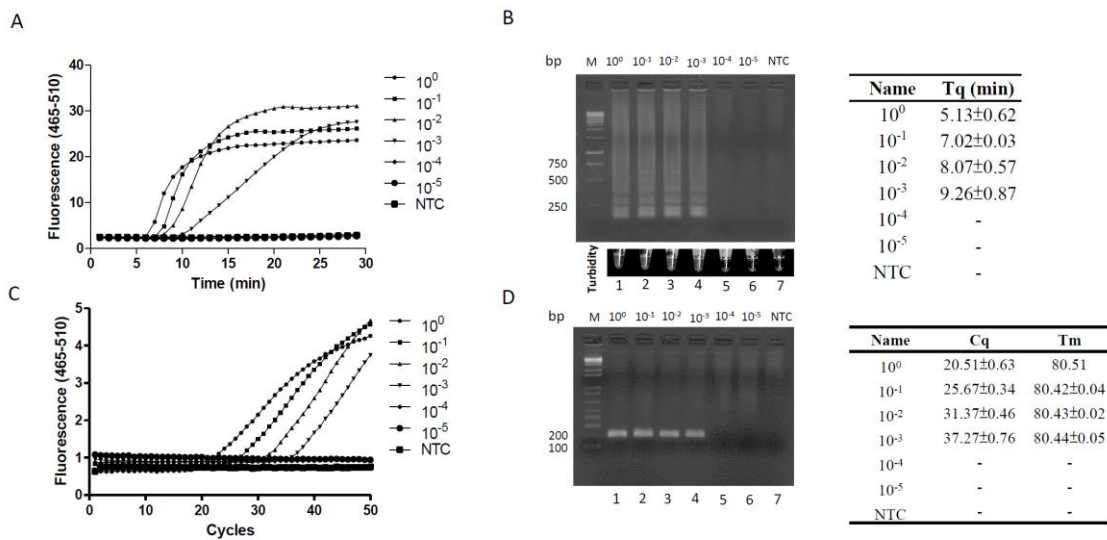 A
Fluorescence (465-510)
40
30
20
10
0
0 5 10 15 20 25 30
Time (min)
10⁰
10⁻¹
10⁻²
10⁻³
10⁻⁴
10⁻⁵
NTC
B
bp M 10⁰ 10⁻¹ 10⁻² 10⁻³ 10⁻⁴ 10⁻⁵ NTC
750
500
250
Turbidity
1 2 3 4 5 6 7
Name Tq (min)
10⁰ 5.13±0.62
10⁻¹ 7.02±0.03
10⁻² 8.07±0.57
10⁻³ 9.26±0.87
10⁻⁴ -
10⁻⁵ -
NTC -
C
Fluorescence (465-510)
5
4
3
2
1
0
0 10 20 30 40 50
Cycles
10⁰
10⁻¹
10⁻²
10⁻³
10⁻⁴
10⁻⁵
NTC
D
bp M 10⁰ 10⁻¹ 10⁻² 10⁻³ 10⁻⁴ 10⁻⁵ NTC
200
100
1 2 3 4 5 6 7
Name Cq Tm
10⁰ 20.51±0.63 80.51
10⁻¹ 25.67±0.34 80.42±0.04
10⁻² 31.37±0.46 80.43±0.02
10⁻³ 37.27±0.76 80.44±0.05
10⁻⁴ - -
10⁻⁵ - -
NTC - -